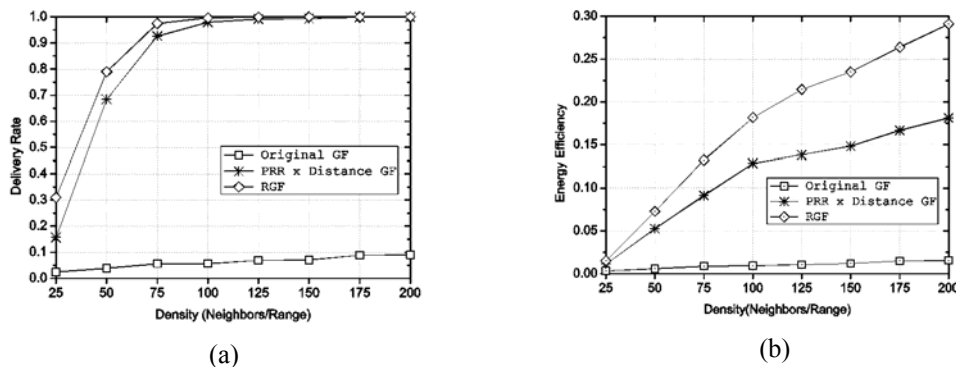 1.0
0.9
0.8
0.7
0.6
0.5
0.4
0.3
0.2
0.1
0.0
Delivery Rate
Original GF
PRR x Distance GF
RGF
25 50 75 100 125 150 175 200
Density (Neighbors/Range)
(a)
0.30
0.25
0.20
0.15
0.10
0.05
0.00
Energy Efficiency
Original GF
PRR x Distance GF
RGF
25 50 75 100 125 150 175 200
Density(Neighbors/Range)
(b)